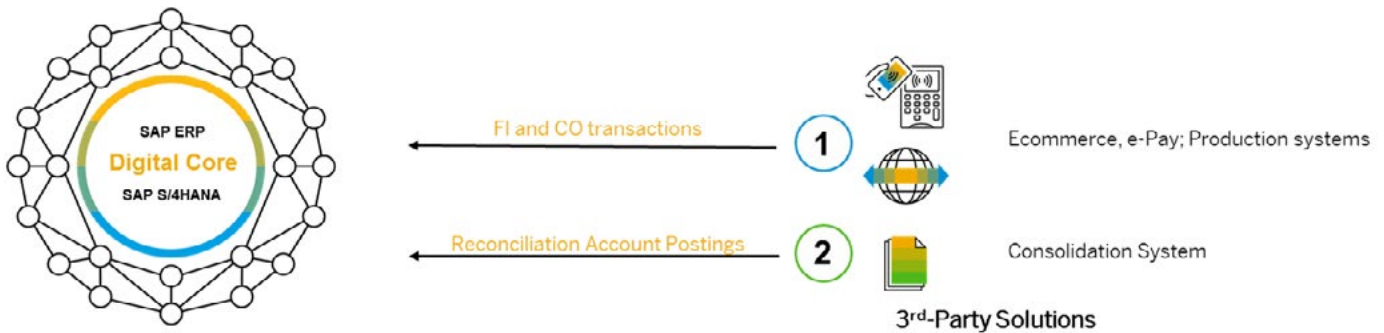 SAP ERP
Digital Core
SAP S/4HANA
FI and CO transactions
1
Ecommerce, e-Pay; Production systems
Reconciliation Account Postings
2
Consolidation System
3rd-Party Solutions